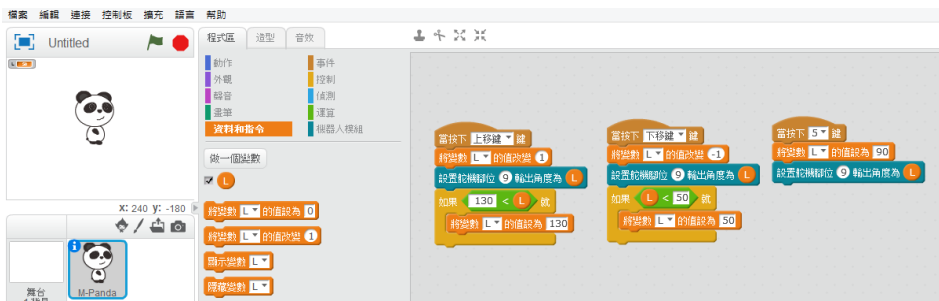 檔案 編輯 連接 控制板 擴充 語言 幫助
Untitled
L
X: 240 y: -180
舞台
M-Panda
程式區 造型 音效
動作 事件
外觀 控制
聲音 偵測
畫筆 運算
資料和指令 機器人模組
做一個變數
L
將變數 L 的值設為 0
將變數 L 的值改變 1
顯示變數 L
隱藏變數 L
當按下 上移鍵 鍵
將變數 L 的值改變 1
設置舵機腳位 9 輸出角度為 L
如果 130 < L 就
將變數 L 的值設為 130
當按下 下移鍵 鍵
將變數 L 的值改變 -1
設置舵機腳位 9 輸出角度為 L
如果 L < 50 就
將變數 L 的值設為 50
當按下 5 鍵
將變數 L 的值設為 90
設置舵機腳位 9 輸出角度為 L